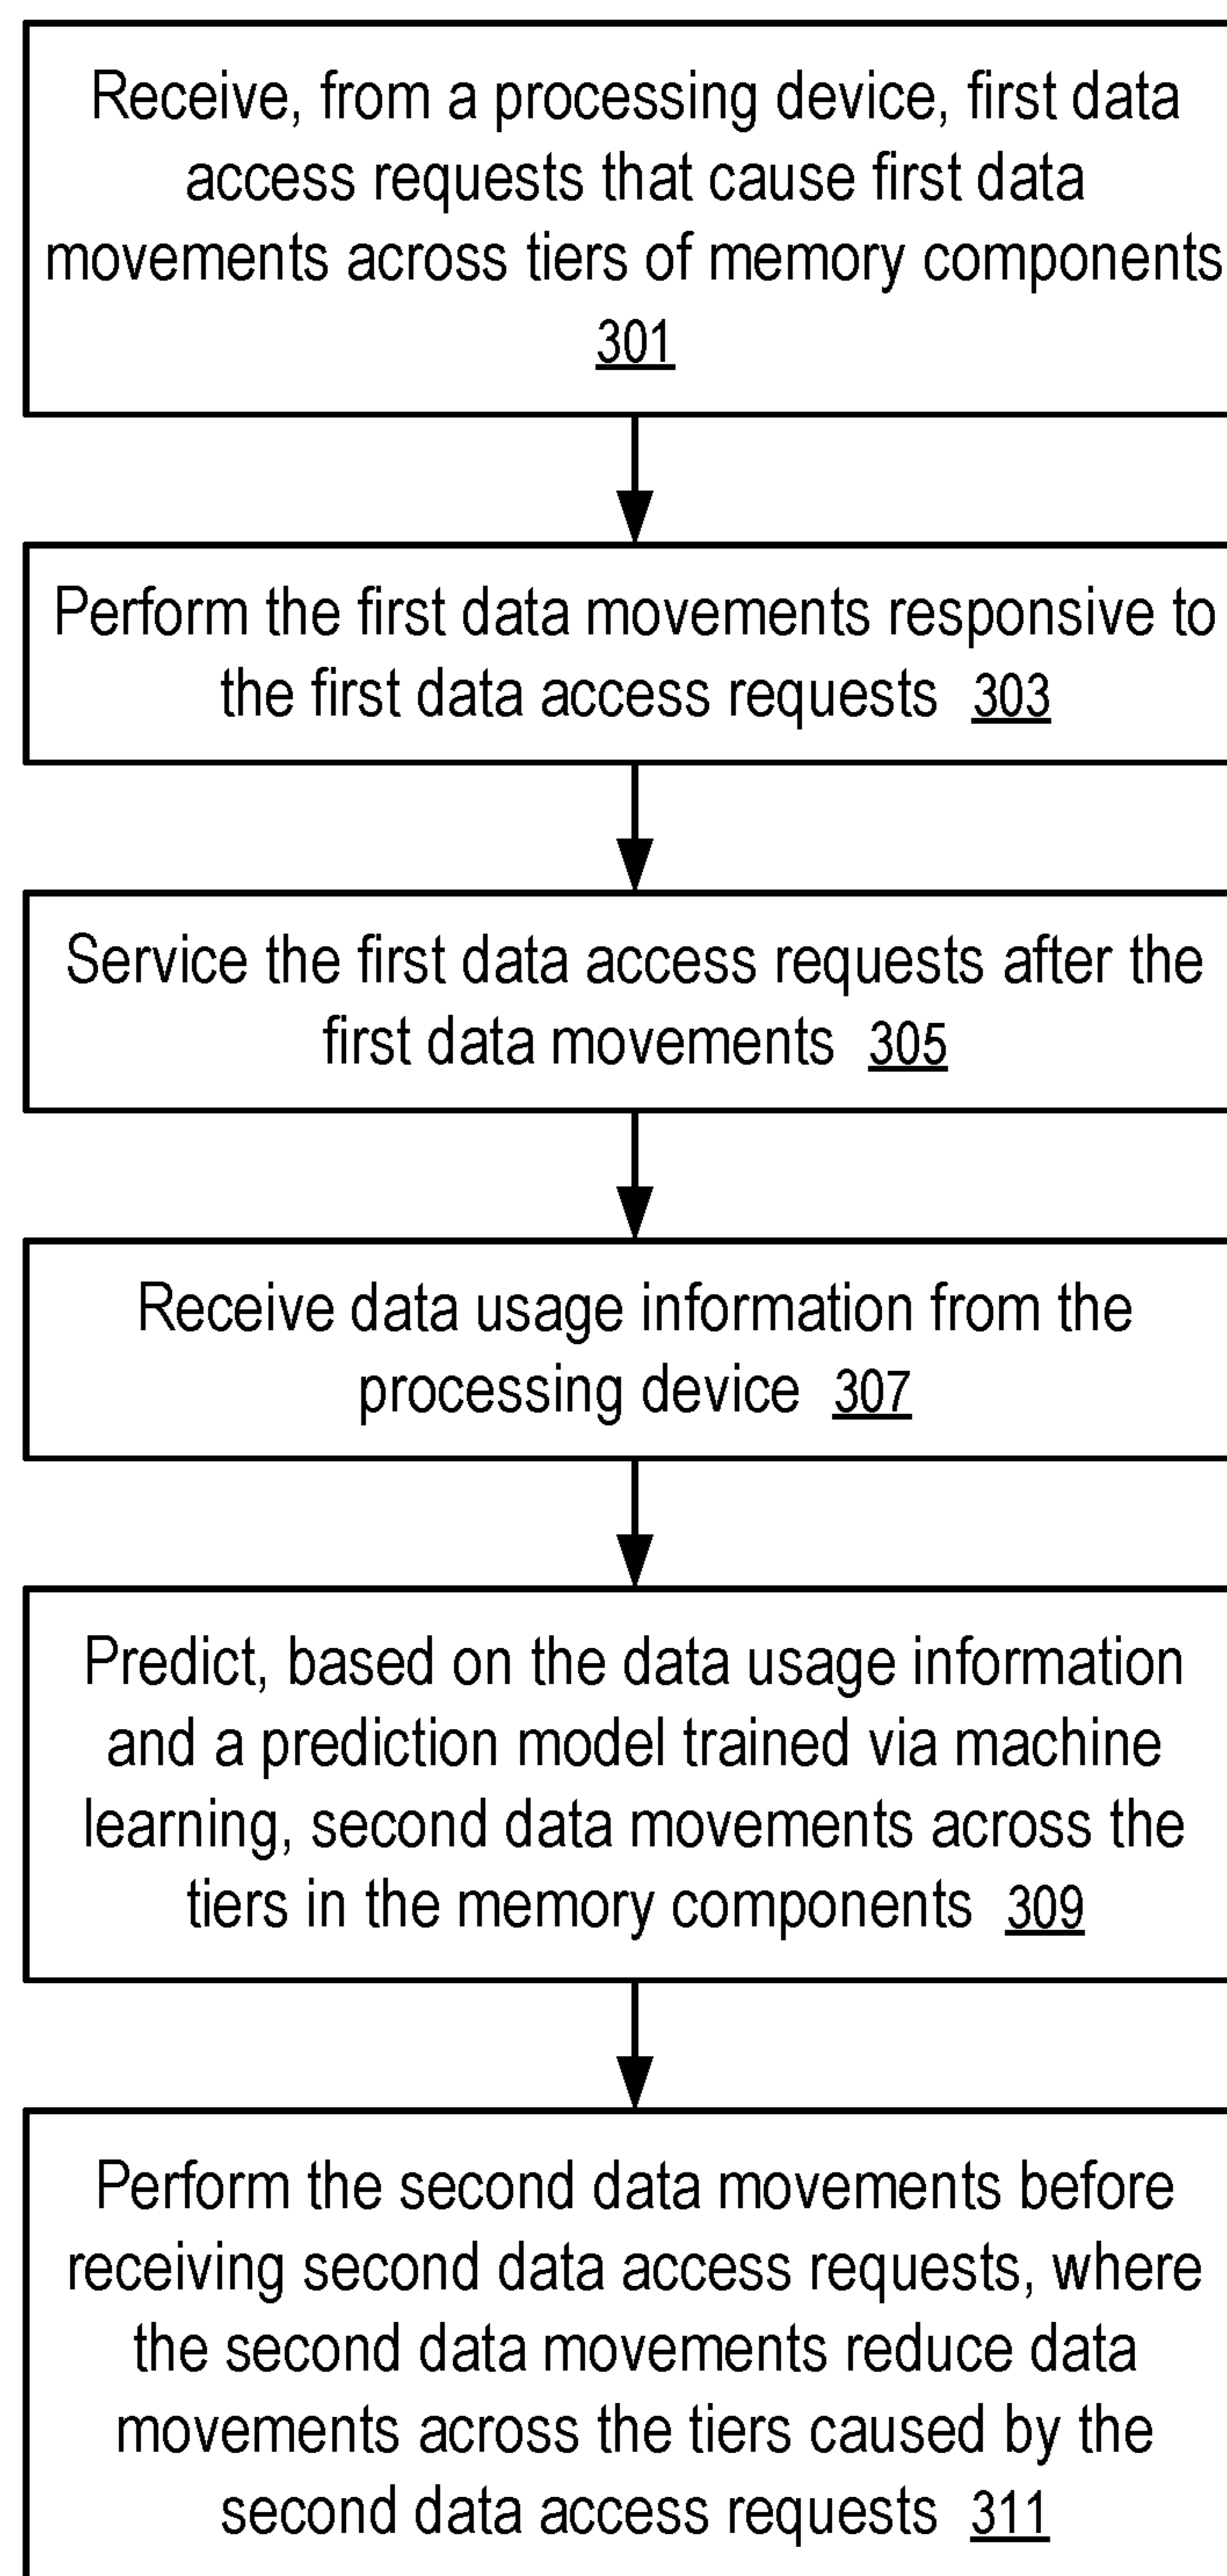 Receive, from a processing device, first data
access requests that cause first data
movements across tiers of memory components
301
Perform the first data movements responsive to
the first data access requests 303
Service the first data access requests after the
first data movements 305
Receive data usage information from the
processing device 307
Predict, based on the data usage information
and a prediction model trained via machine
learning, second data movements across the
tiers in the memory components 309
Perform the second data movements before
receiving second data access requests, where
the second data movements reduce data
movements across the tiers caused by the
second data access requests 311